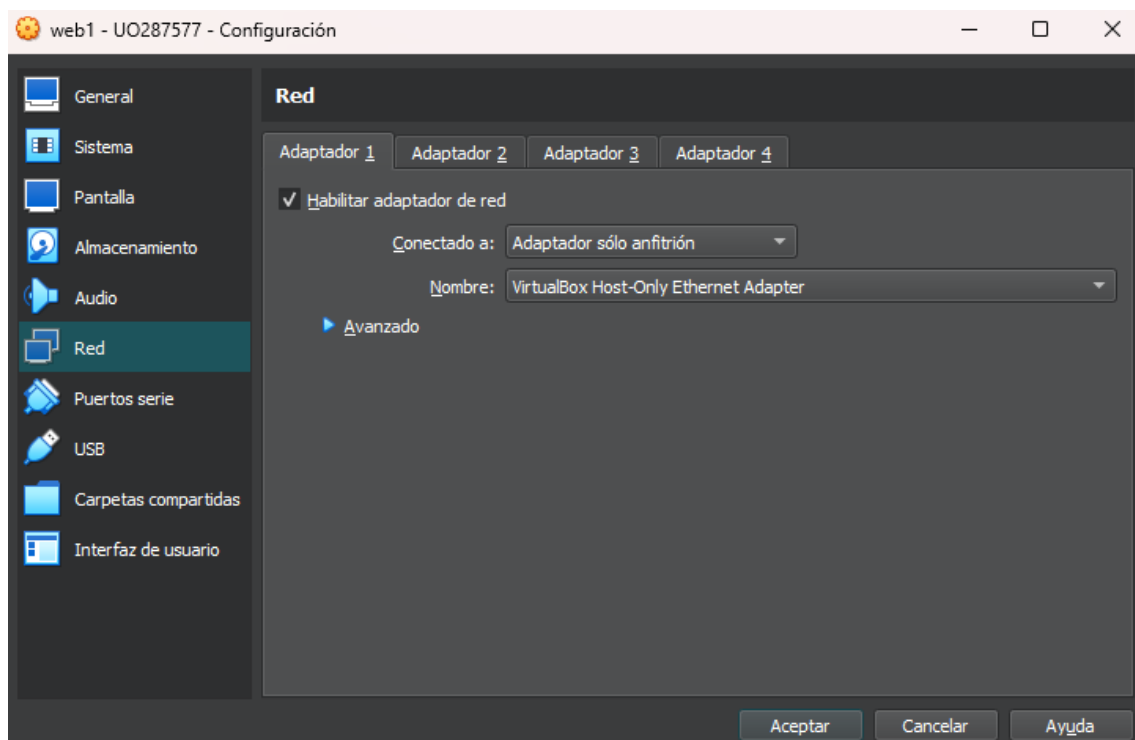 web1 - UO287577 - Configuración
General
Sistema
Pantalla
Almacenamiento
Audio
Red
Puertos serie
USB
Carpetas compartidas
Interfaz de usuario
Red
Adaptador 1 Adaptador 2 Adaptador 3 Adaptador 4
Habilitar adaptador de red
Conectado a: Adaptador sólo anfitrión
Nombre: VirtualBox Host-Only Ethernet Adapter
Avanzado
Aceptar Cancelar Ayuda